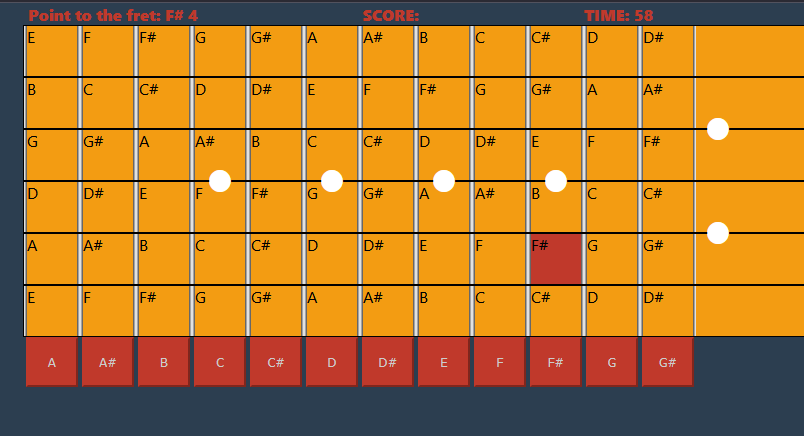 Point to the fret: F# 4 SCORE: TIME: 58
E F F# G G# A A# B C C# D D#
B C C# D D# E F F# G G# A A#
G G# A A# B C C# D D# E F F#
D D# E F F# G G# A A# B C C#
A A# B C C# D D# E F F# G G#
E F F# G G# A A# B C C# D D#
A A# B C C# D D# E F F# G G#